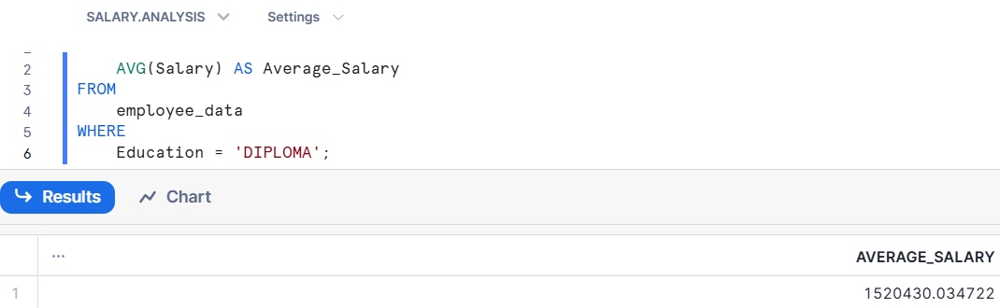 SALARY.ANALYSIS Settings
2 AVG(Salary) AS Average_Salary
3 FROM
4 employee_data
5 WHERE
6 Education = 'DIPLOMA';
Results Chart
... AVERAGE_SALARY
1 1520430.034722